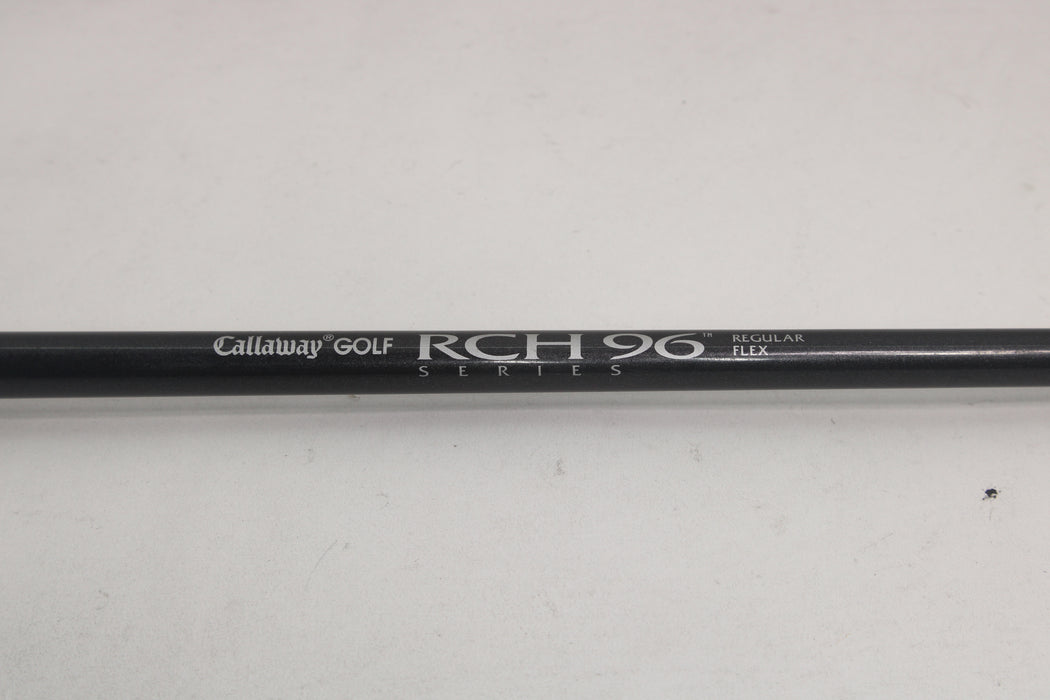 Callaway® GOLF RCH 96™ REGULAR FLEX
SERIES